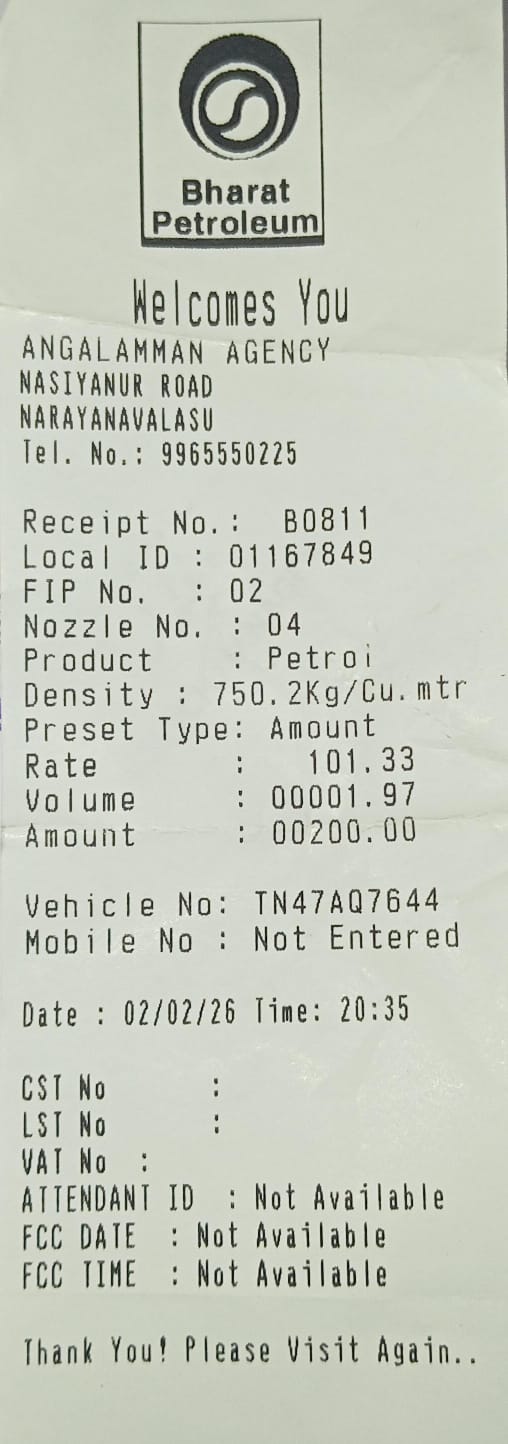 Bharat
Petroleum
Welcomes You
ANGALAMMAN AGENCY
NASIYANUR ROAD
NARAYANAVALASU
Tel. No.: 9965550225
Receipt No.: B0811
Local ID : 01167849
FIP No. : 02
Nozzle No. : 04
Product : Petrol
Density : 750.2Kg/Cu.mtr
Preset Type: Amount
Rate : 101.33
Volume : 00001.97
Amount : 00200.00
Vehicle No: TN47AQ7644
Mobile No : Not Entered
Date : 02/02/26 Time: 20:35
CST No :
LST No :
VAT No :
ATTENDANT ID : Not Available
FCC DATE : Not Available
FCC TIME : Not Available
Thank You! Please Visit Again..